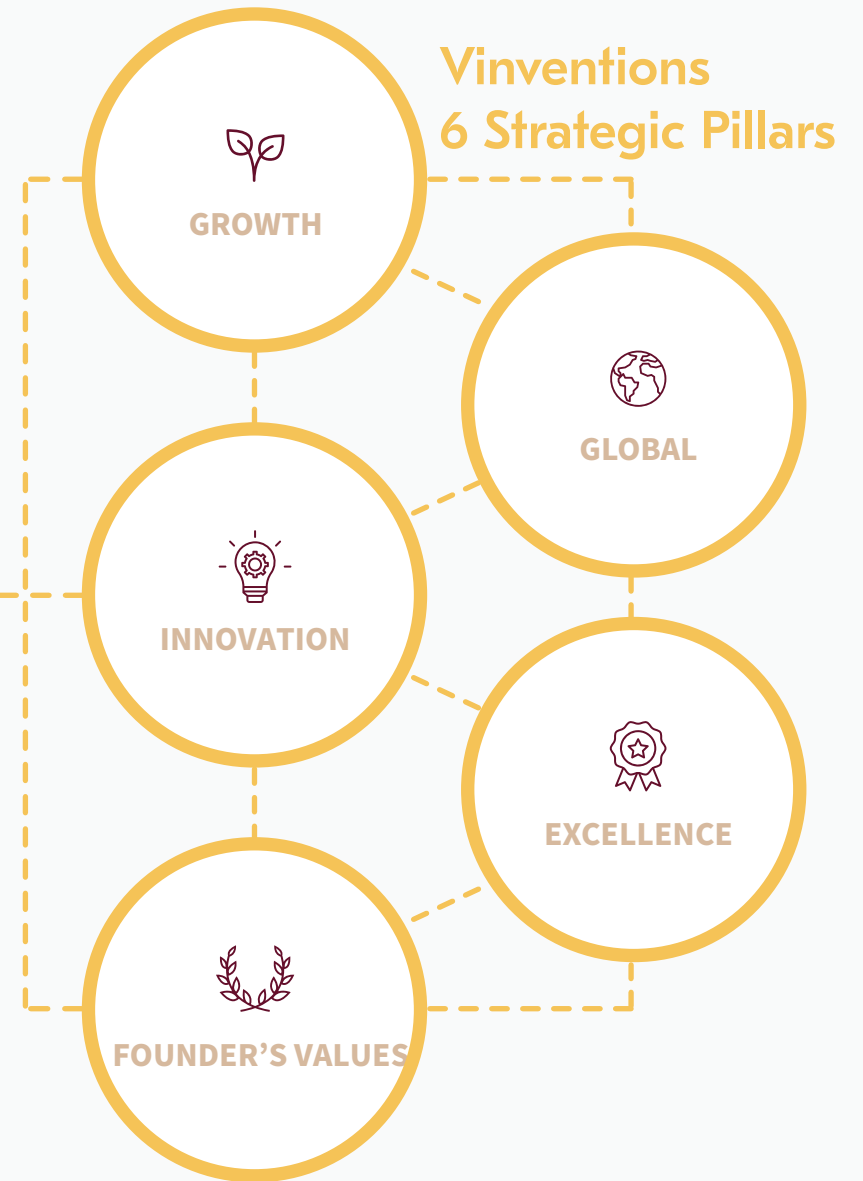 Vinventions
6 Strategic Pillars
GROWTH
GLOBAL
INNOVATION
EXCELLENCE
FOUNDER’S VALUES